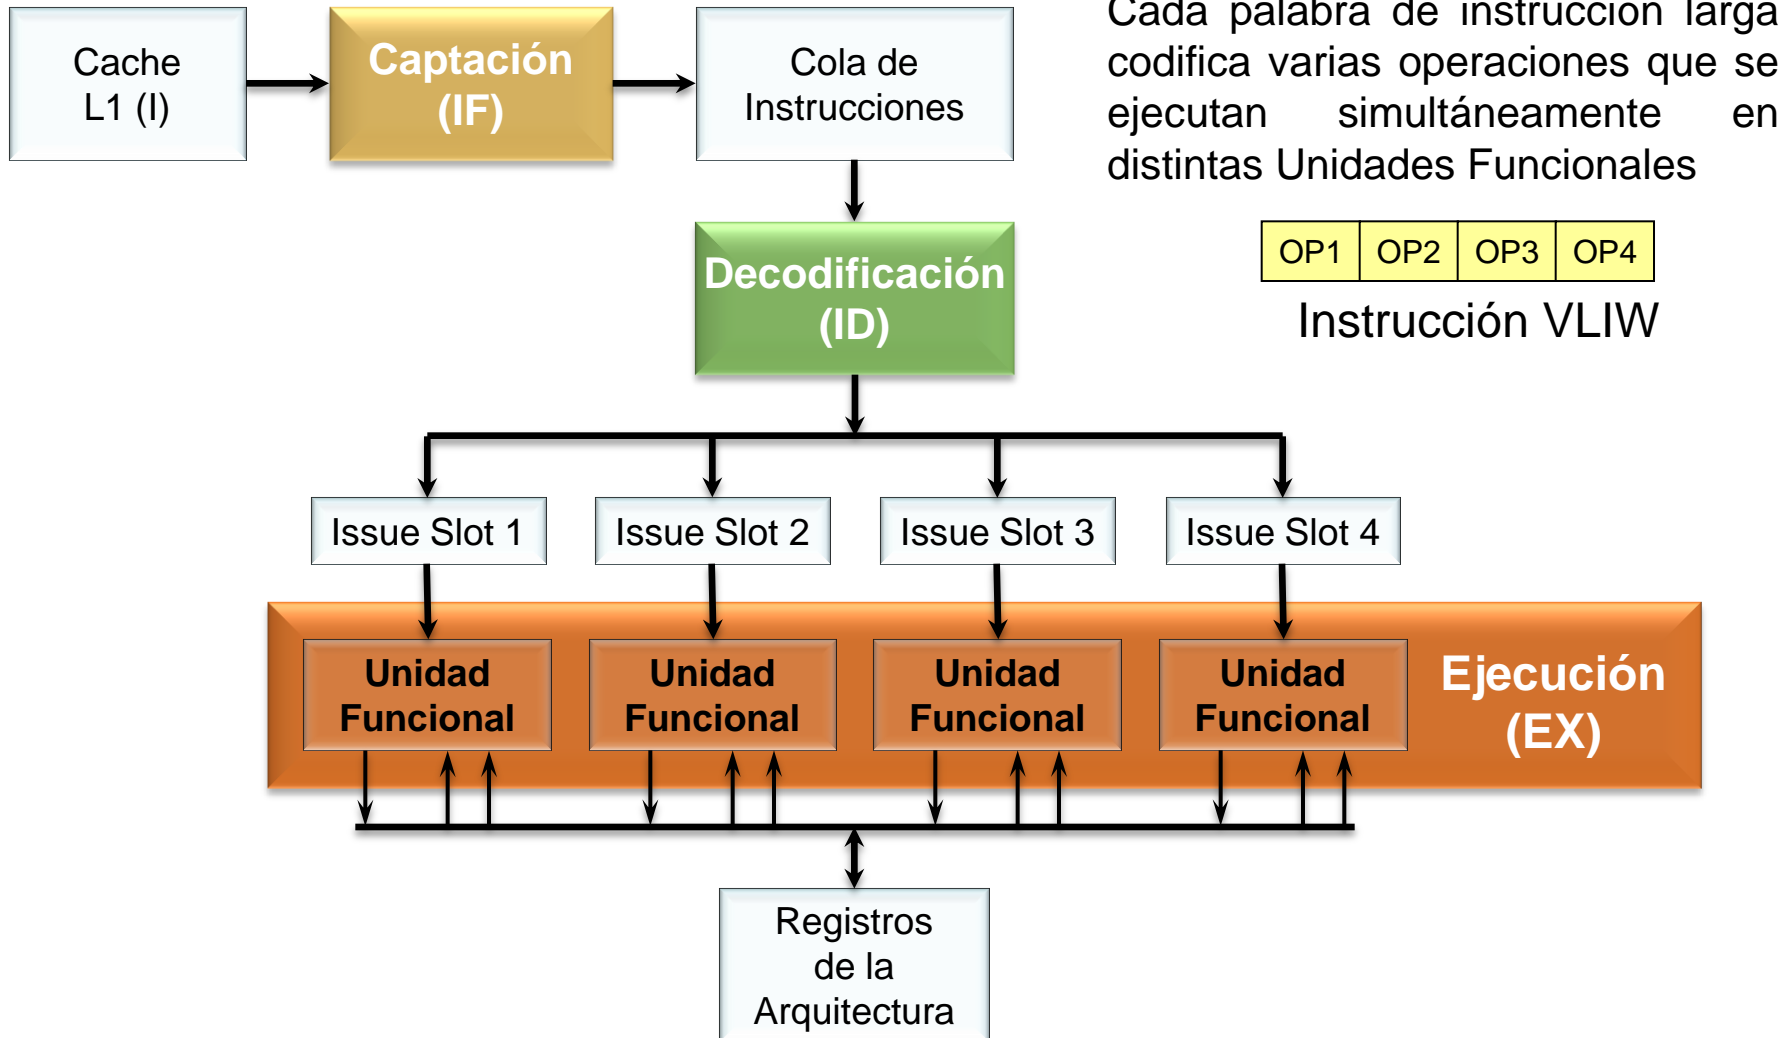 Cache
L1 (I)
Captación
(IF)
Cola de
Instrucciones
Cada palabra de instrucción larga
codifica varias operaciones que se
ejecutan simultáneamente en
distintas Unidades Funcionales
OP1 OP2 OP3 OP4
Instrucción VLIW
Decodificación
(ID)
Issue Slot 1
Issue Slot 2
Issue Slot 3
Issue Slot 4
Unidad
Funcional
Unidad
Funcional
Unidad
Funcional
Unidad
Funcional
Ejecución
(EX)
Registros
de la
Arquitectura